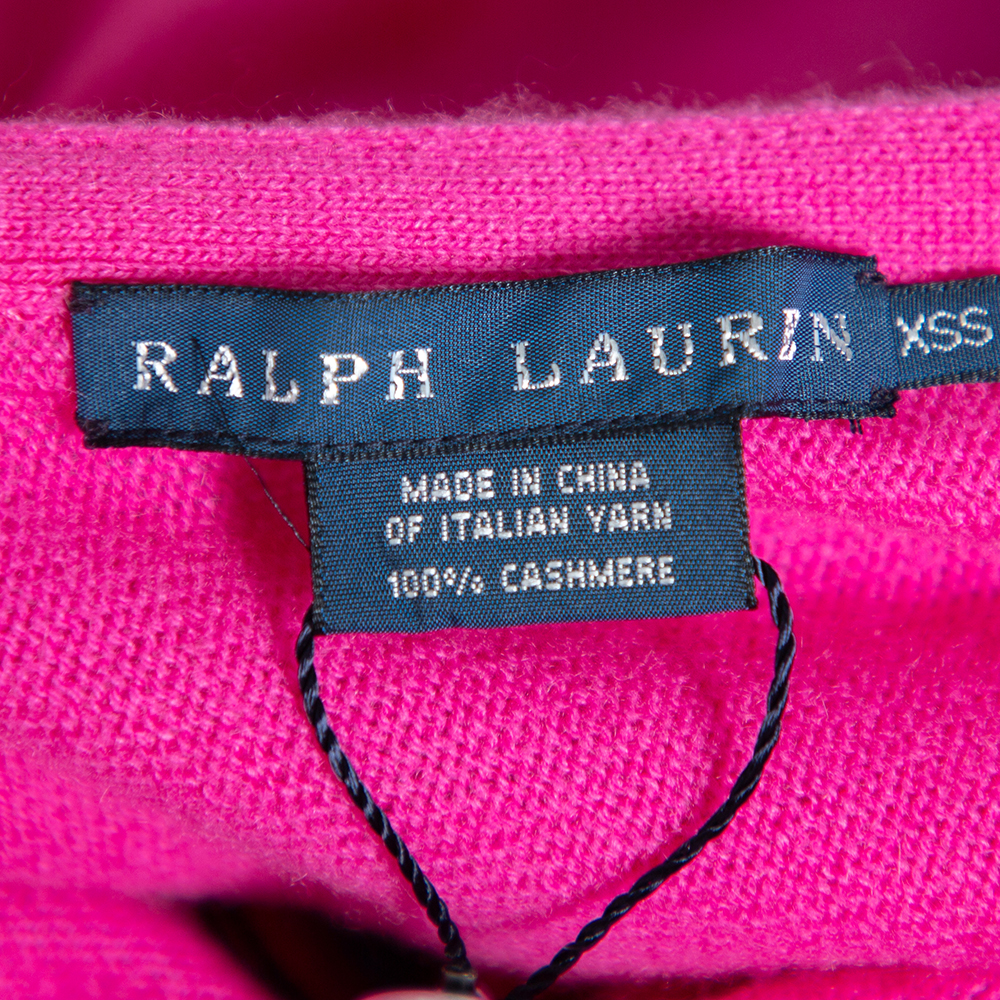 RALPH LAURIN
XSS
MADE IN CHINA
OF ITALIAN YARN
100% CASHMERE